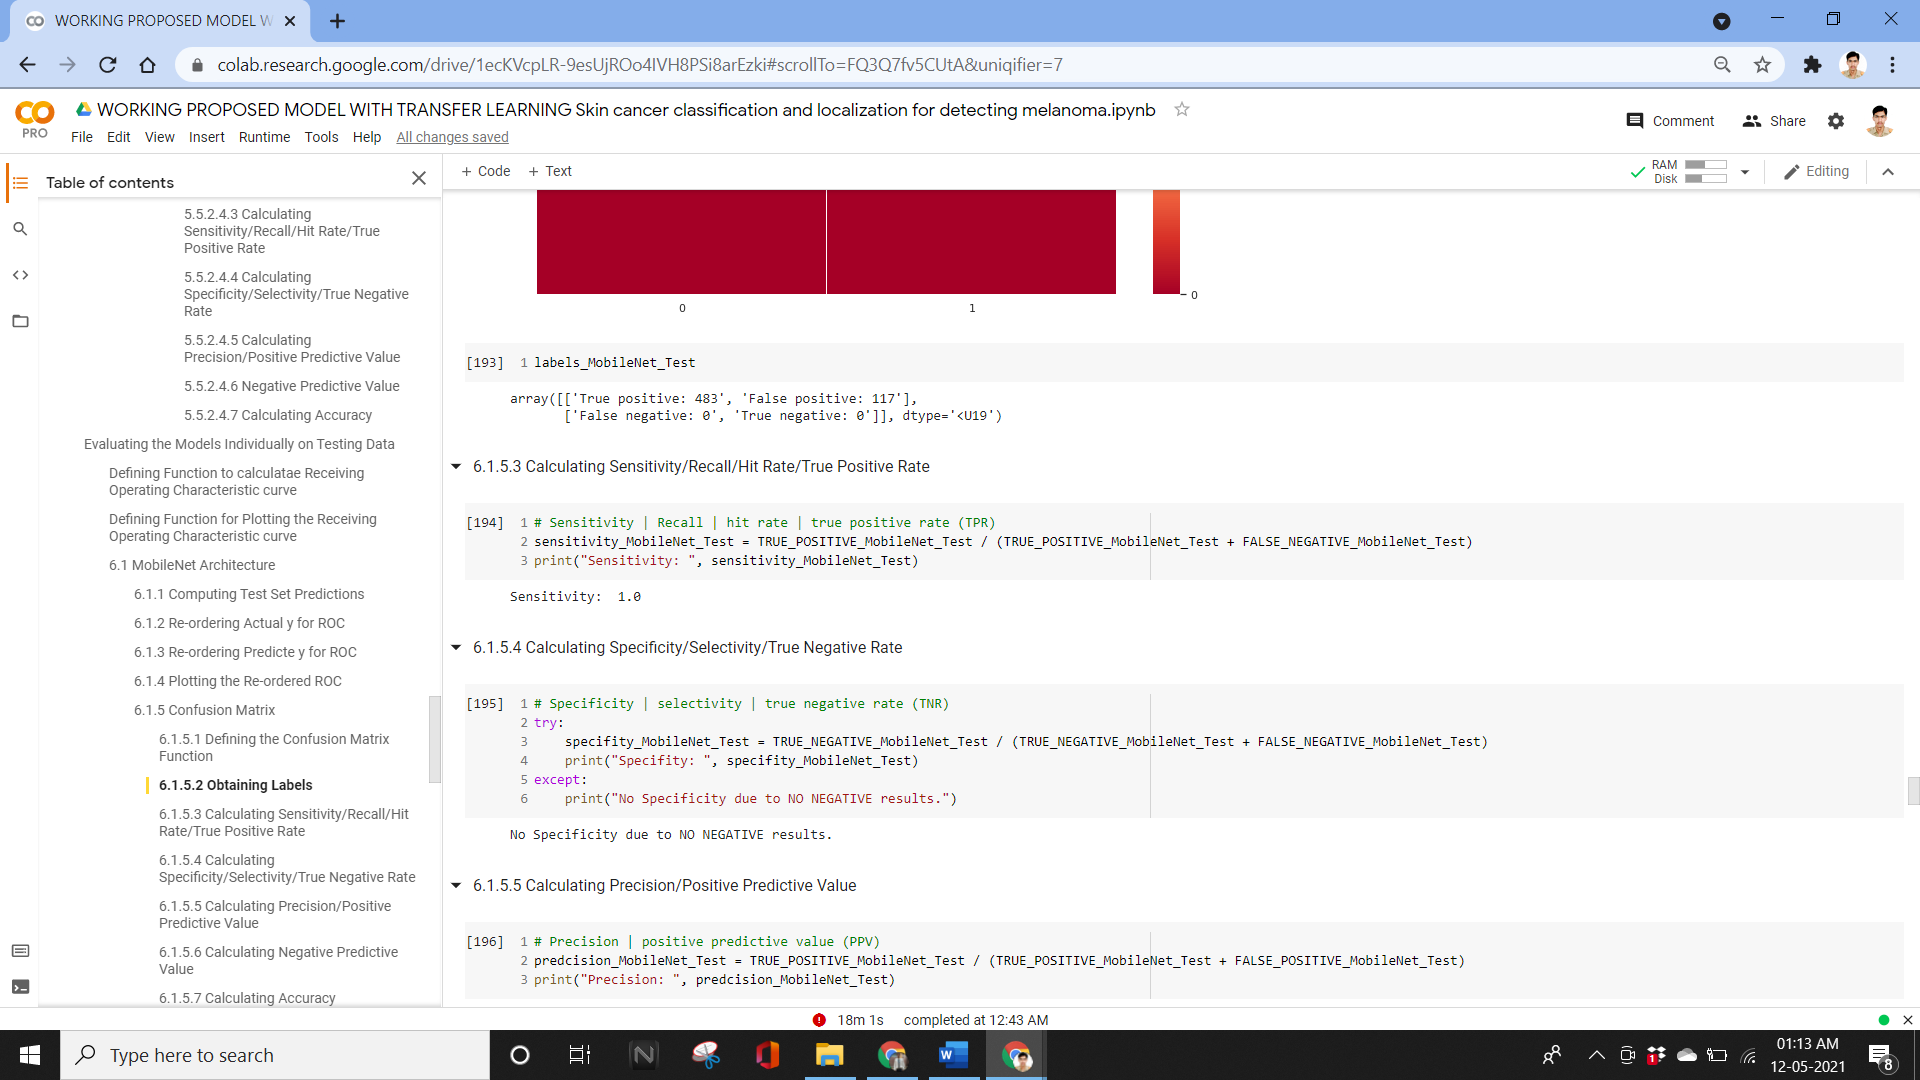 WORKING PROPOSED MODEL W
colab.research.google.com/drive/1ecKVcpLR-9esUjROo4IVH8PSi8arEzki#scrollTo=FQ3Q7fv5CUtA&uniqifier=7
PRO
WORKING PROPOSED MODEL WITH TRANSFER LEARNING Skin cancer classification and localization for detecting melanoma.ipynb
File Edit View Insert Runtime Tools Help All changes saved
Comment
Share
Table of contents
+ Code + Text
RAM
Disk
Editing
5.5.2.4.3 Calculating
Sensitivity/Recall/Hit Rate/True
Positive Rate
5.5.2.4.4 Calculating
Specificity/Selectivity/True Negative
Rate
5.5.2.4.5 Calculating
Precision/Positive Predictive Value
5.5.2.4.6 Negative Predictive Value
5.5.2.4.7 Calculating Accuracy
Evaluating the Models Individually on Testing Data
Defining Function to calculatae Receiving
Operating Characteristic curve
Defining Function for Plotting the Receiving
Operating Characteristic curve
6.1 MobileNet Architecture
6.1.1 Computing Test Set Predictions
6.1.2 Re-ordering Actual y for ROC
6.1.3 Re-ordering Predicte y for ROC
6.1.4 Plotting the Re-ordered ROC
6.1.5 Confusion Matrix
6.1.5.1 Defining the Confusion Matrix
Function
6.1.5.2 Obtaining Labels
6.1.5.3 Calculating Sensitivity/Recall/Hit
Rate/True Positive Rate
6.1.5.4 Calculating
Specificity/Selectivity/True Negative Rate
6.1.5.5 Calculating Precision/Positive
Predictive Value
6.1.5.6 Calculating Negative Predictive
Value
6.1.5.7 Calculating Accuracy
0
0 1
[193] 1 labels_MobileNet_Test
array([['True positive: 483', 'False positive: 117'],
['False negative: 0', 'True negative: 0']], dtype='<U19')
6.1.5.3 Calculating Sensitivity/Recall/Hit Rate/True Positive Rate
[194] 1 # Sensitivity | Recall | hit rate | true positive rate (TPR)
2 sensitivity_MobileNet_Test = TRUE_POSITIVE_MobileNet_Test / (TRUE_POSITIVE_MobileNet_Test + FALSE_NEGATIVE_MobileNet_Test)
3 print("Sensitivity: ", sensitivity_MobileNet_Test)
Sensitivity:  1.0
6.1.5.4 Calculating Specificity/Selectivity/True Negative Rate
[195] 1 # Specificity | selectivity | true negative rate (TNR)
2 try:
3     specifity_MobileNet_Test = TRUE_NEGATIVE_MobileNet_Test / (TRUE_NEGATIVE_MobileNet_Test + FALSE_NEGATIVE_MobileNet_Test)
4     print("Specifity: ", specifity_MobileNet_Test)
5 except:
6     print("No Specificity due to NO NEGATIVE results.")
No Specificity due to NO NEGATIVE results.
6.1.5.5 Calculating Precision/Positive Predictive Value
[196] 1 # Precision | positive predictive value (PPV)
2 predcision_MobileNet_Test = TRUE_POSITIVE_MobileNet_Test / (TRUE_POSITIVE_MobileNet_Test + FALSE_POSITIVE_MobileNet_Test)
3 print("Precision: ", predcision_MobileNet_Test)
18m 1s completed at 12:43 AM
Type here to search
01:13 AM
12-05-2021
8